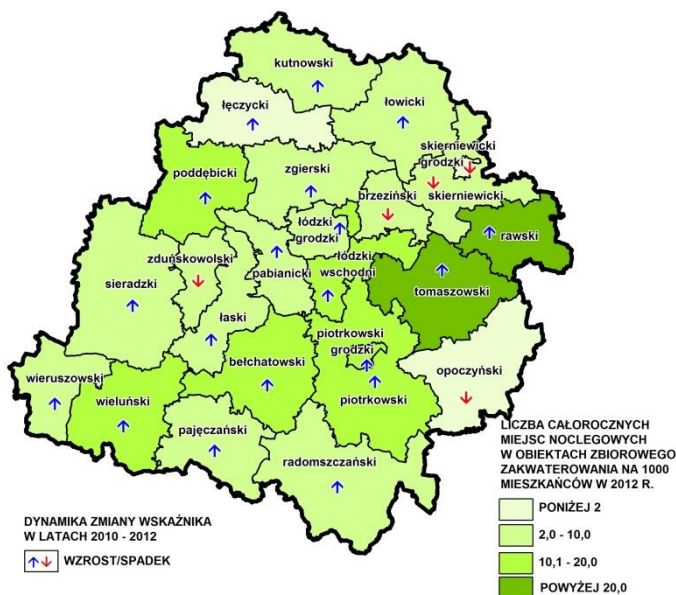 kutnowski
łęczycki
łowicki
skierniewicki
grodzki
skierniewicki
poddębicki
zgierski
brzeziński
łódzki
grodzki
rawski
zduńskowolski
pabianicki
łódzki
wschodni
sieradzki
tomaszowski
łaski
piotrkowski
grodzki
bełchatowski
opoczyński
wieruszowski
wieluński
piotrkowski
pajęczański
radomszczański
LICZBA CAŁOROCZNYCH
MIEJSC NOCLEGOWYCH
W OBIEKTACH ZBIOROWEGO
ZAKWATEROWANIA NA 1000
MIESZKAŃCÓW W 2012 R.
PONIŻEJ 2
2,0 - 10,0
10,1 - 20,0
POWYŻEJ 20,0
DYNAMIKA ZMIANY WSKAŹNIKA
W LATACH 2010 - 2012
WZROST/SPADEK